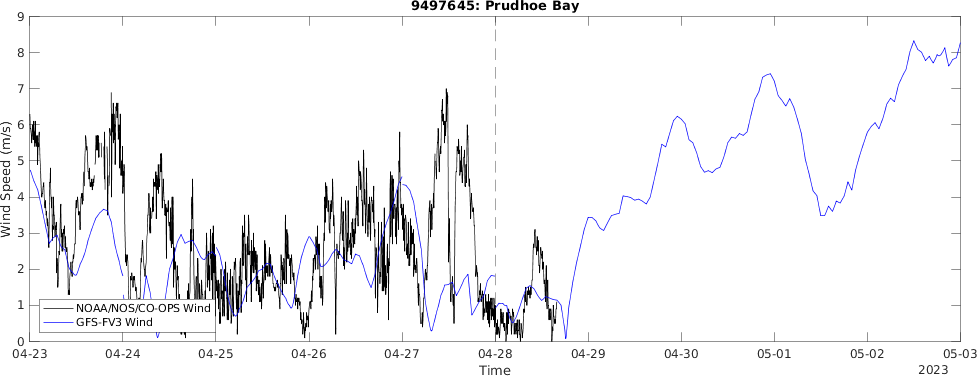 9497645: Prudhoe Bay
Wind Speed (m/s)
9
8
7
6
5
4
3
2
1
0
NOAA/NOS/CO-OPS Wind
GFS-FV3 Wind
04-23 04-24 04-25 04-26 04-27 04-28 04-29 04-30 05-01 05-02 05-03
Time
2023